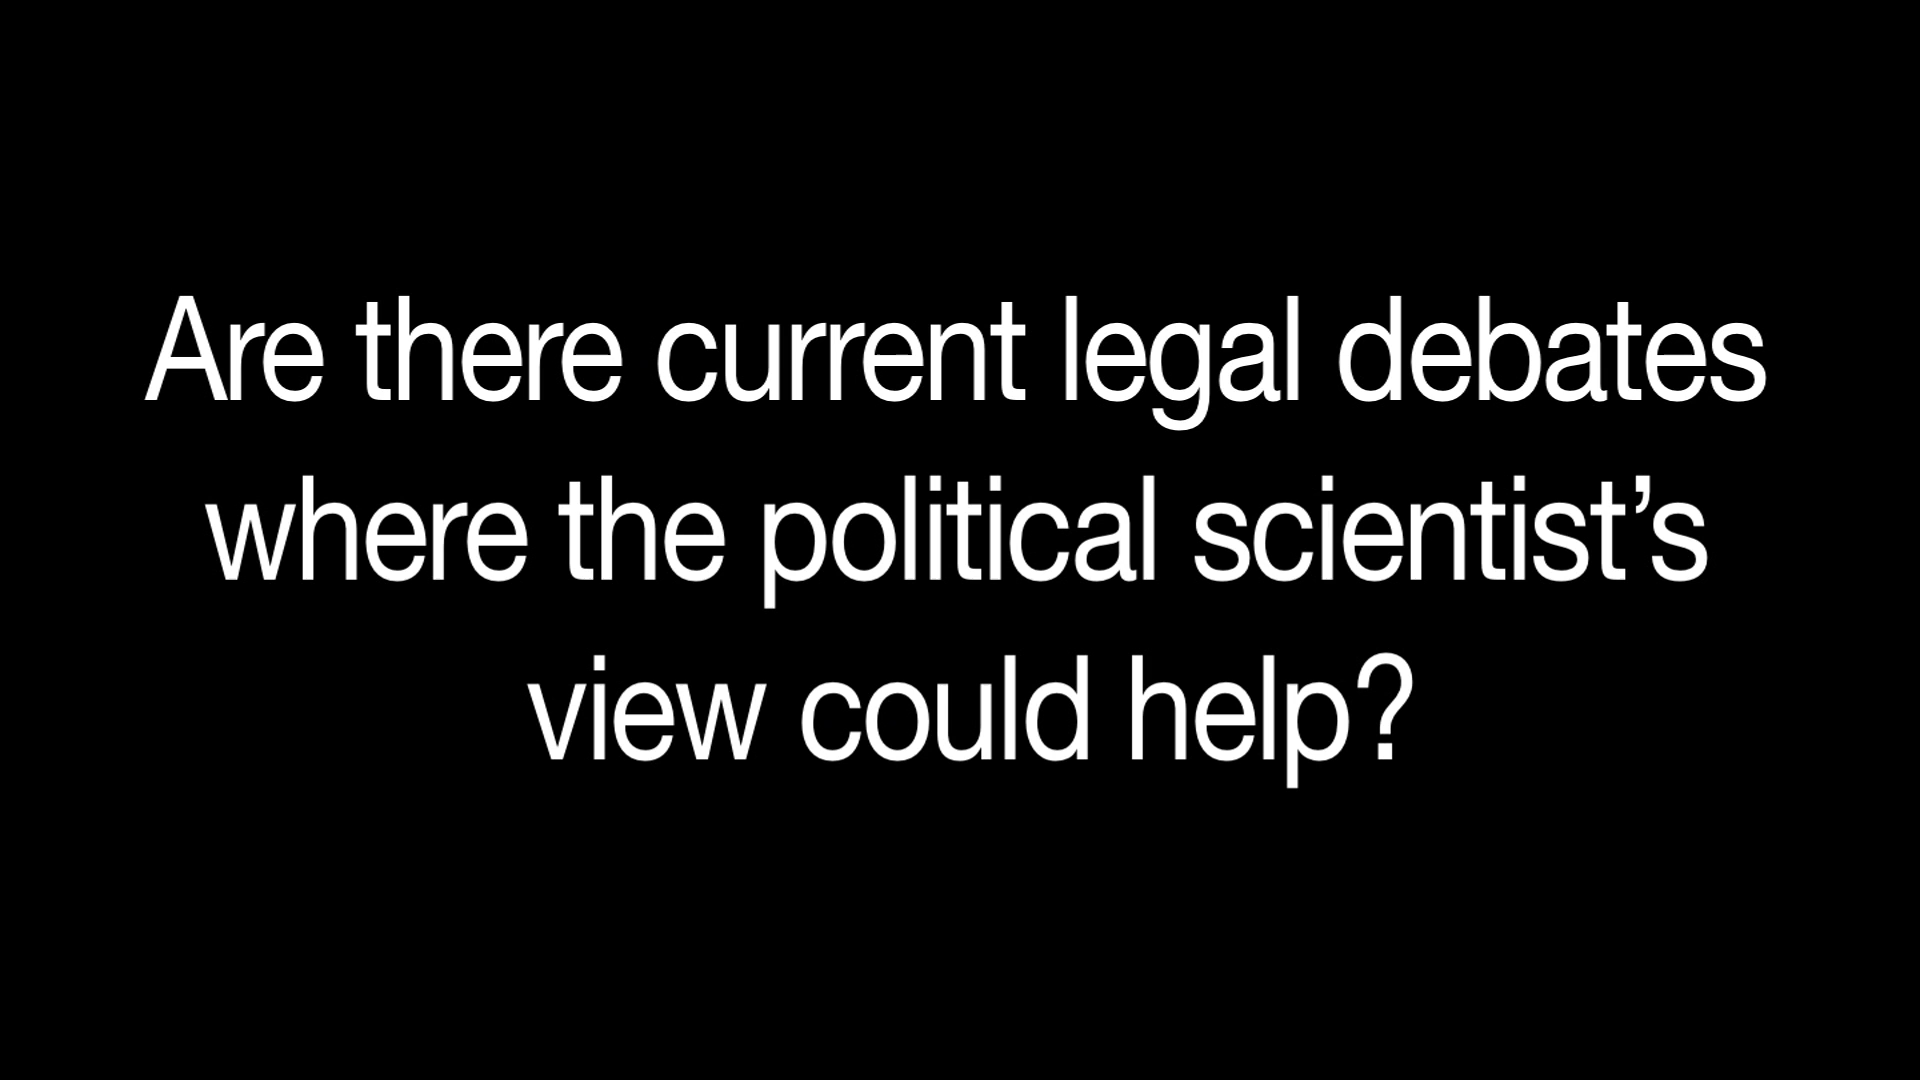 Are there current legal debates
where the political scientist’s
view could help?